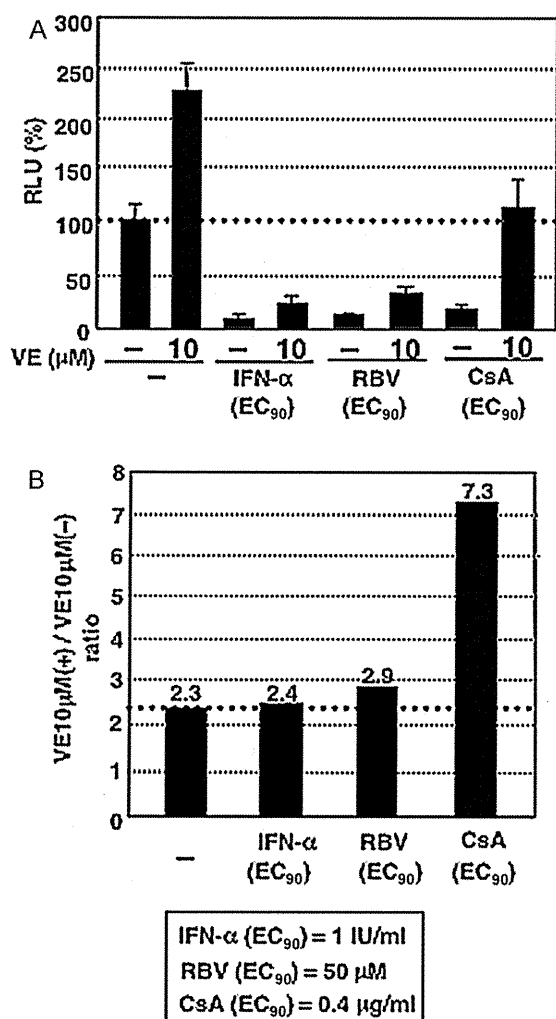 A
300
250
200
150
100
50
0
RLU (%)
VE (μM) – 10 – 10 – 10 – 10
– IFN-α RBV CsA
(EC90) (EC90) (EC90)
B
8
7
6
5
4
3
2
1
0
VE10μM(+) / VE10μM(–)
ratio
2.3
2.4
2.9
7.3
– IFN-α RBV CsA
(EC90) (EC90) (EC90)
IFN-α (EC90) = 1 IU/ml
RBV (EC90) = 50 μM
CsA (EC90) = 0.4 μg/ml